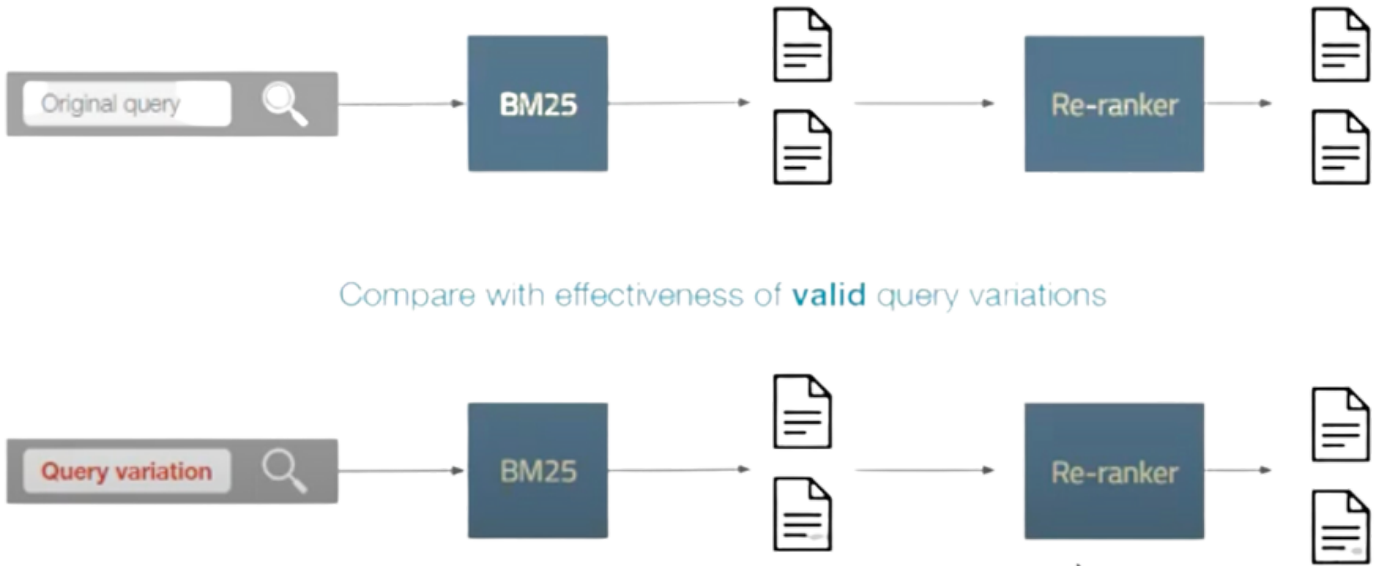 Original query
BM25
Re-ranker
Compare with effectiveness of valid query variations
Query variation
BM25
Re-ranker